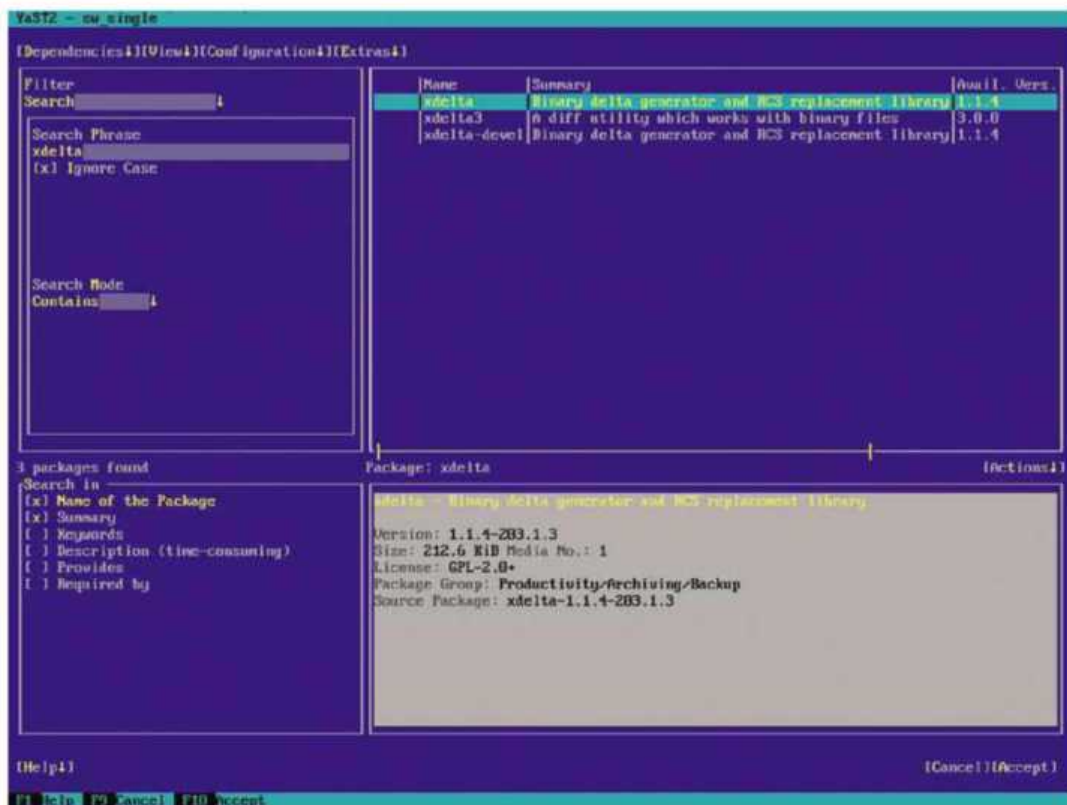 YaST2 - sw_single
[Dependencies↓][View↓][Configuration↓][Extras↓]
Filter
Search ↓
Search Phrase
xdelta
[x] Ignore Case
Search Mode
Contains ↓
|Name |Summary |Avail. Vers.
|xdelta |Binary delta generator and RCS replacement library|1.1.4
|xdelta3 |A diff utility which works with binary files |3.0.0
|xdelta-devel|Binary delta generator and RCS replacement library|1.1.4
3 packages found
Package: xdelta [Actions↓]
Search in
[x] Name of the Package
[x] Summary
[ ] Keywords
[ ] Description (time-consuming)
[ ] Provides
[ ] Required by
xdelta - Binary delta generator and RCS replacement library
Version: 1.1.4-203.1.3
Size: 212.6 KiB Media No.: 1
License: GPL-2.0+
Package Group: Productivity/Archiving/Backup
Source Package: xdelta-1.1.4-203.1.3
[Help↓] [Cancel][Accept]
F1 Help F9 Cancel F10 Accept